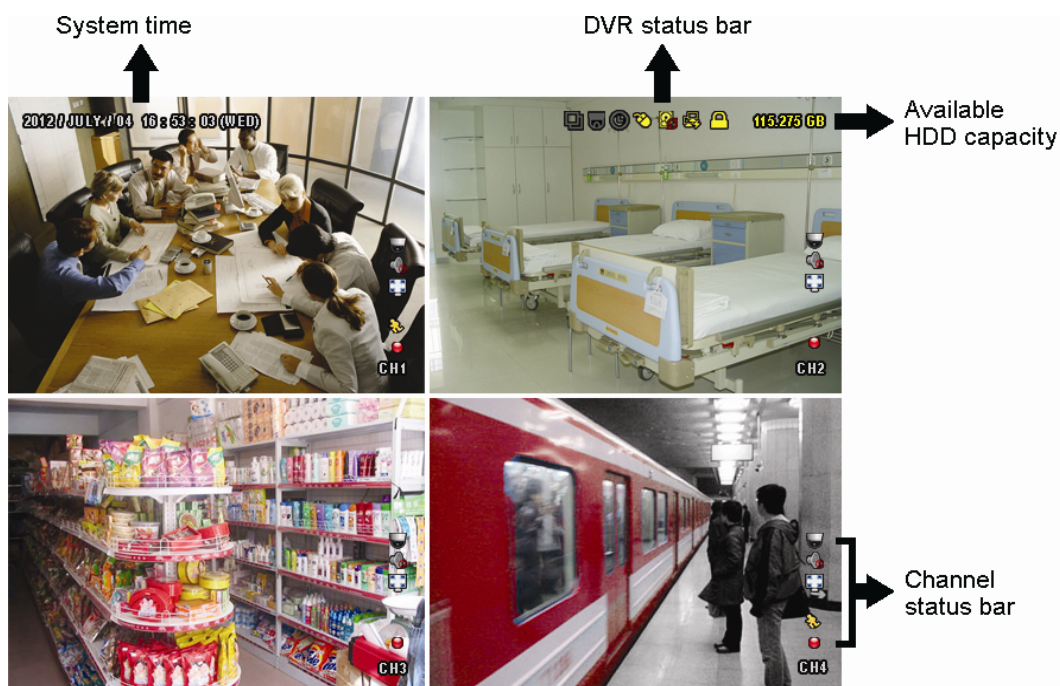 System time
DVR status bar
2012 / JULY / 04 16 : 53 : 03 (WED)
115.275 GB
Available
HDD capacity
CH1
CH2
Channel
status bar
CH3
CH4